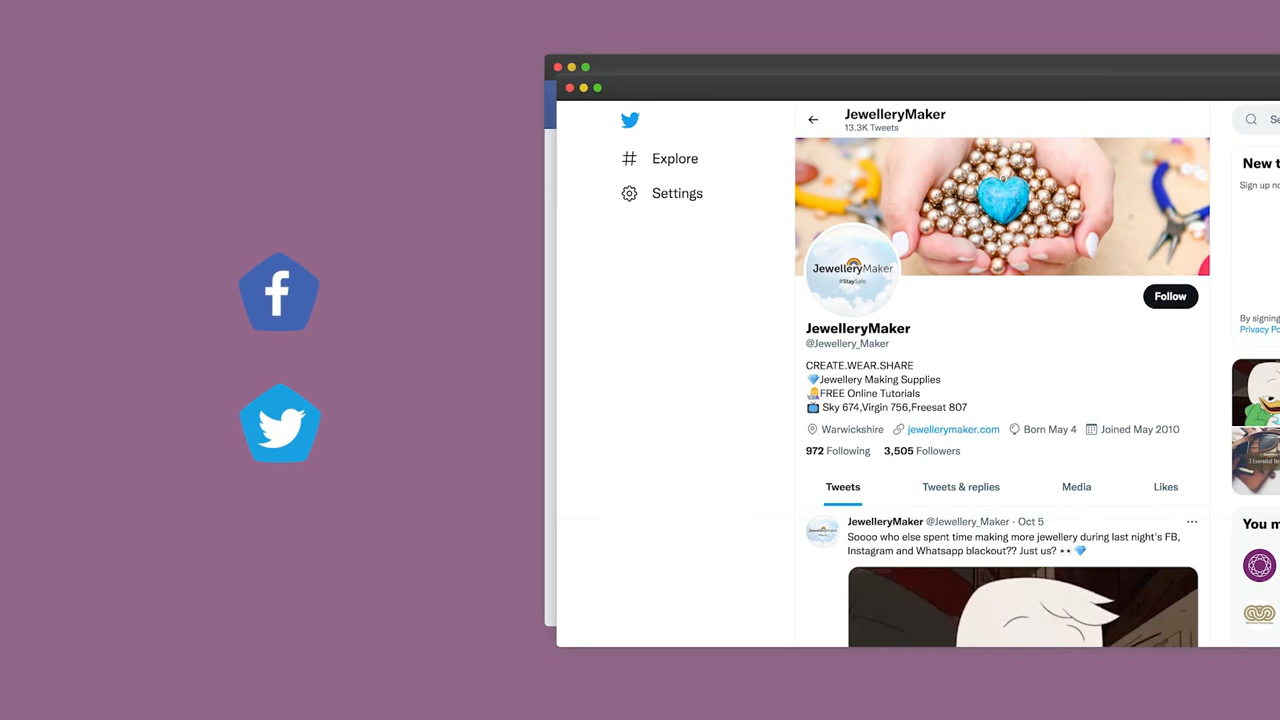 JewelleryMaker
13.3K Tweets
Explore
Settings
JewelleryMaker
#StaySafe
Follow
JewelleryMaker
@Jewellery_Maker
CREATE.WEAR.SHARE
Jewellery Making Supplies
FREE Online Tutorials
Sky 674,Virgin 756,Freesat 807
Warwickshire jewellerymaker.com Born May 4 Joined May 2010
972 Following 3,505 Followers
Tweets Tweets & replies Media Likes
JewelleryMaker @Jewellery_Maker · Oct 5
Soooo who else spent time making more jewellery during last night's FB,
Instagram and Whatsapp blackout?? Just us?
Se
New t
Sign up no
By signing
Privacy Po
You m